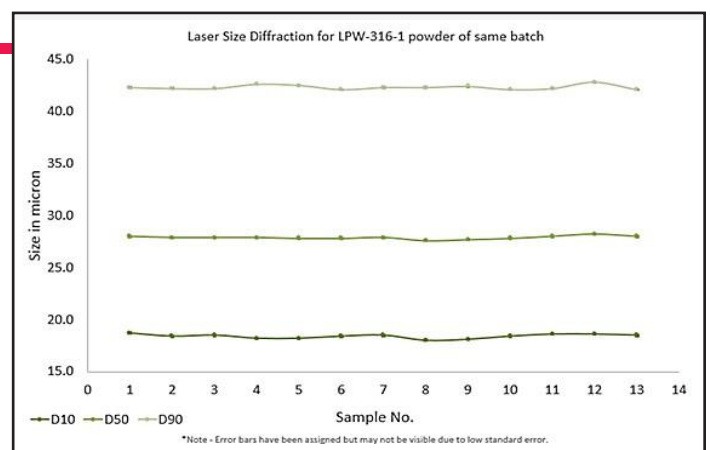 Laser Size Diffraction for LPW-316-1 powder of same batch
45.0
40.0
35.0
30.0
25.0
20.0
15.0
Size in micron
0 1 2 3 4 5 6 7 8 9 10 11 12 13 14
D10 D50 D90
Sample No.
*Note - Error bars have been assigned but may not be visible due to low standard error.